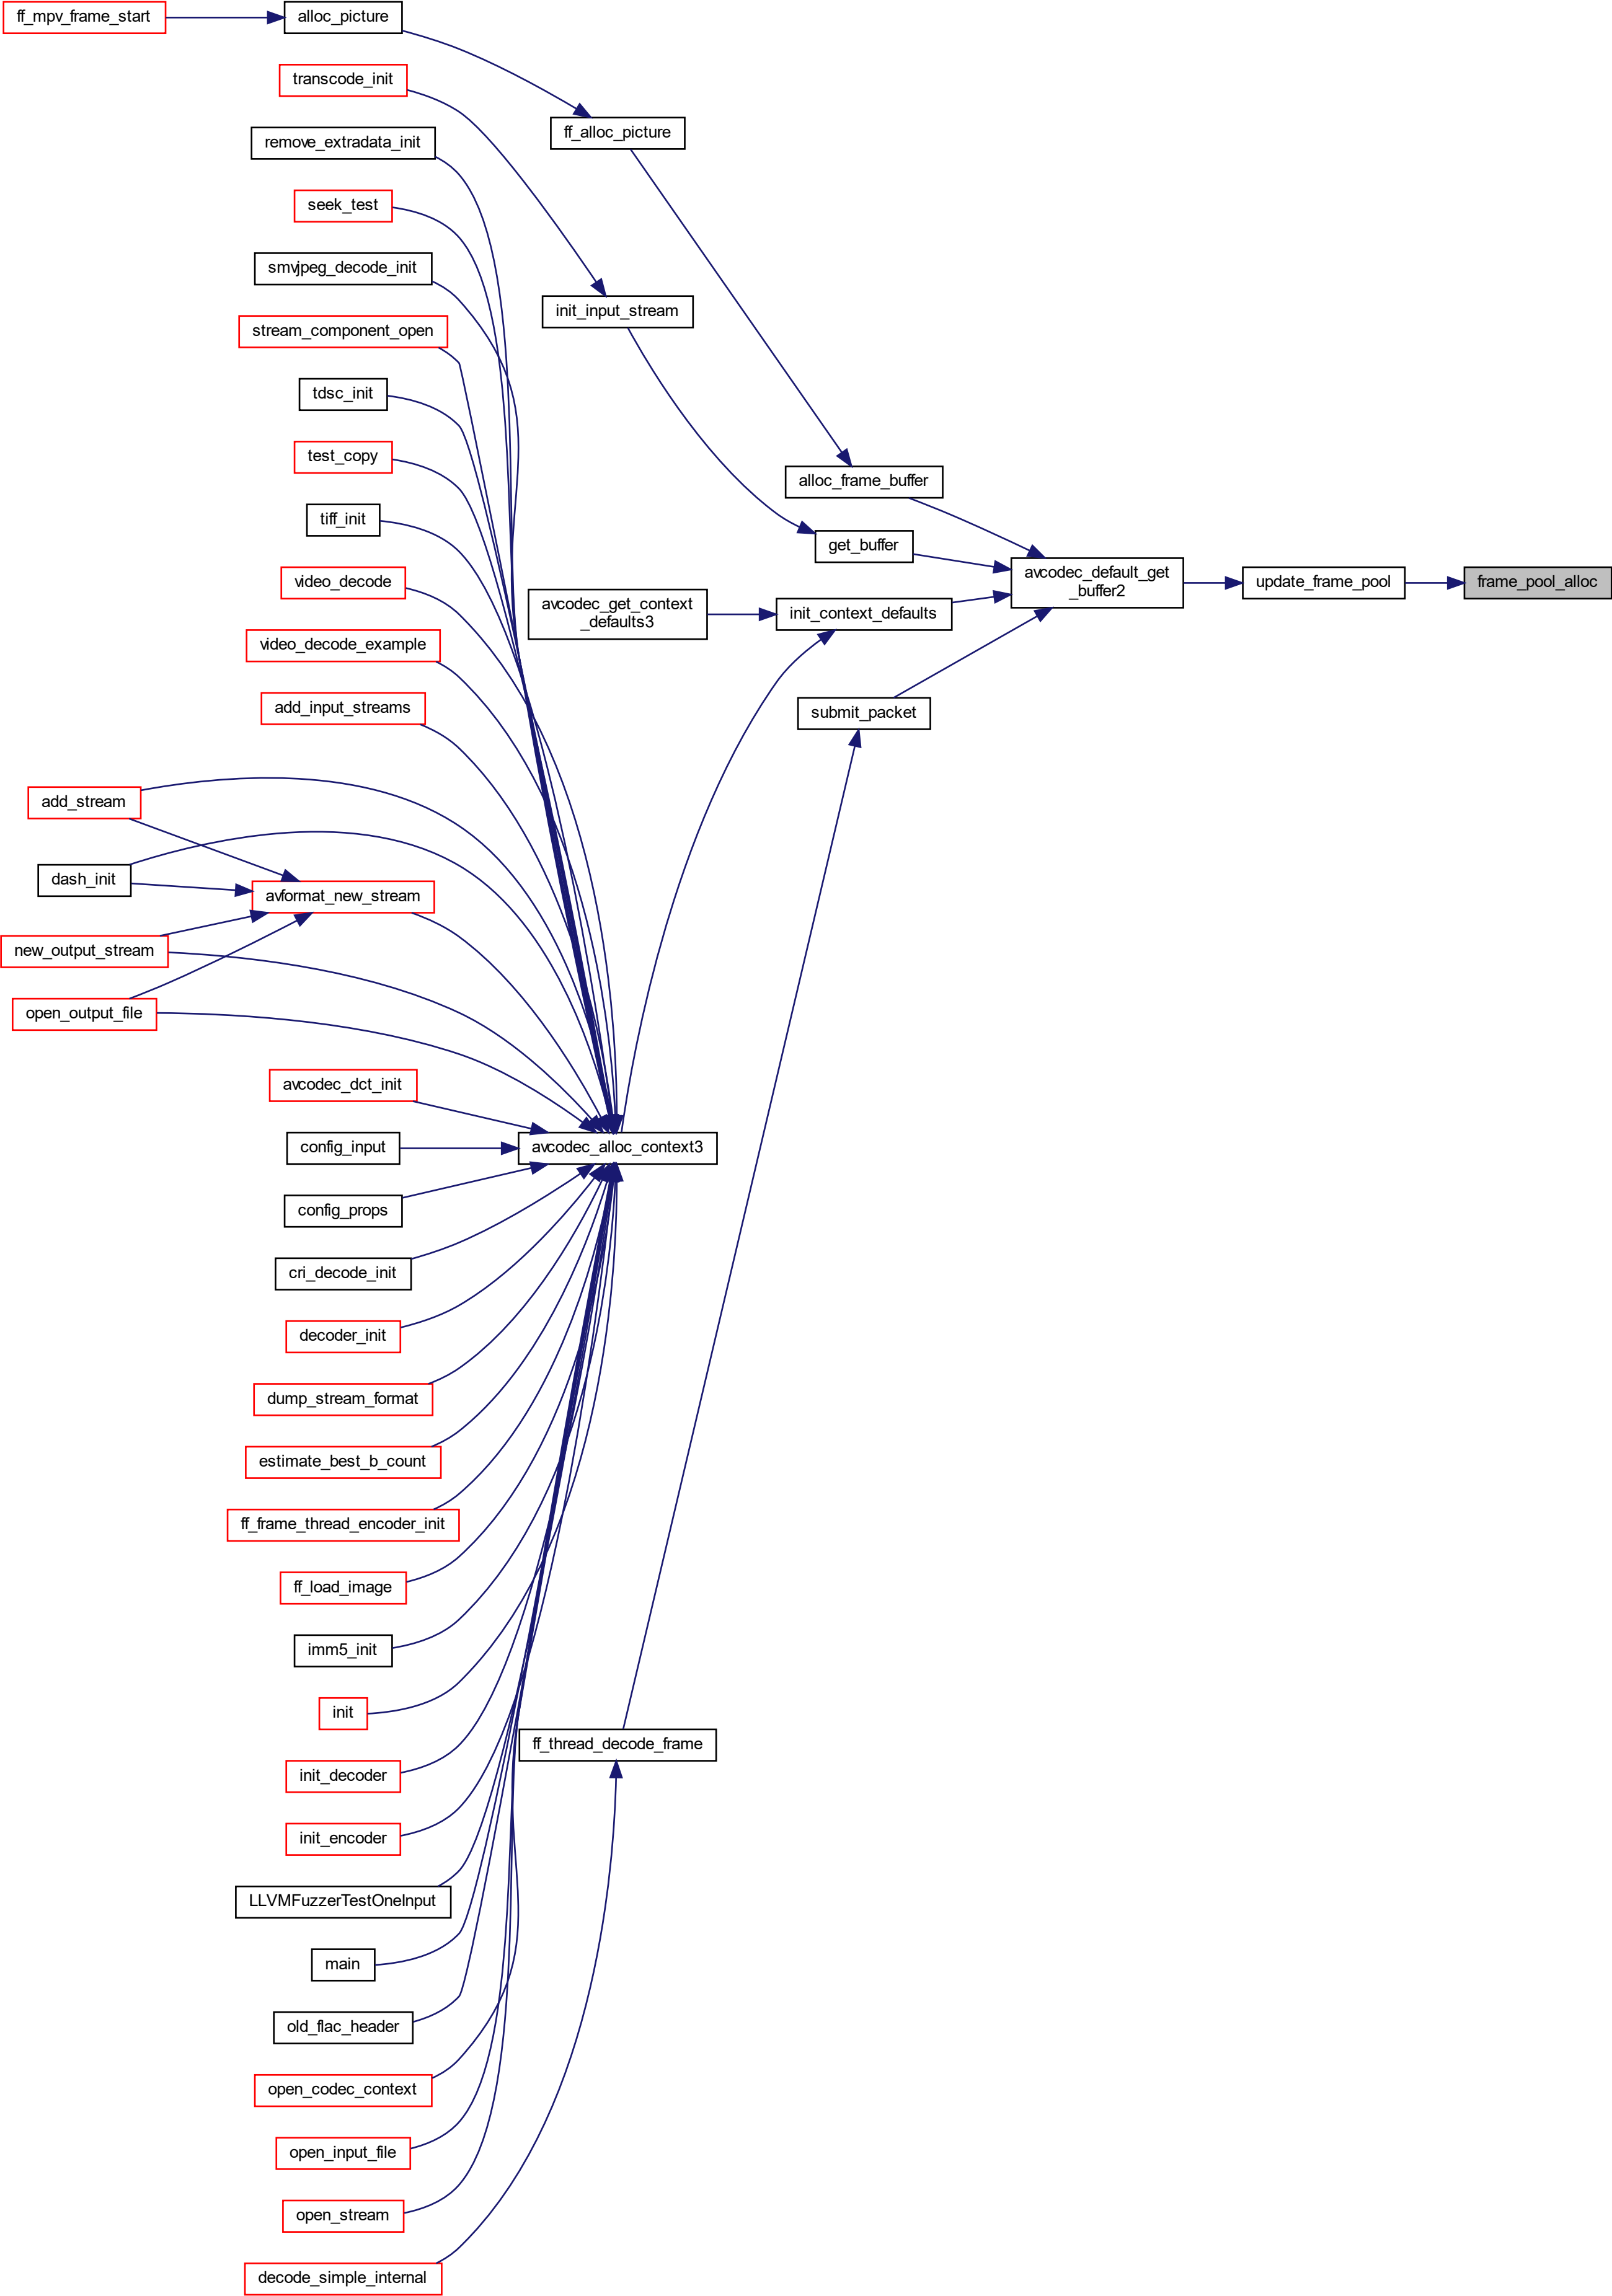 ff_mpv_frame_start
alloc_picture
transcode_init
ff_alloc_picture
remove_extradata_init
seek_test
smvjpeg_decode_init
init_input_stream
stream_component_open
tdsc_init
test_copy
alloc_frame_buffer
tiff_init
get_buffer
video_decode
avcodec_default_get
_buffer2
update_frame_pool
frame_pool_alloc
avcodec_get_context
_defaults3
init_context_defaults
video_decode_example
add_input_streams
submit_packet
add_stream
dash_init
avformat_new_stream
new_output_stream
open_output_file
avcodec_dct_init
config_input
avcodec_alloc_context3
config_props
cri_decode_init
decoder_init
dump_stream_format
estimate_best_b_count
ff_frame_thread_encoder_init
ff_load_image
imm5_init
init
ff_thread_decode_frame
init_decoder
init_encoder
LLVMFuzzerTestOneInput
main
old_flac_header
open_codec_context
open_input_file
open_stream
decode_simple_internal